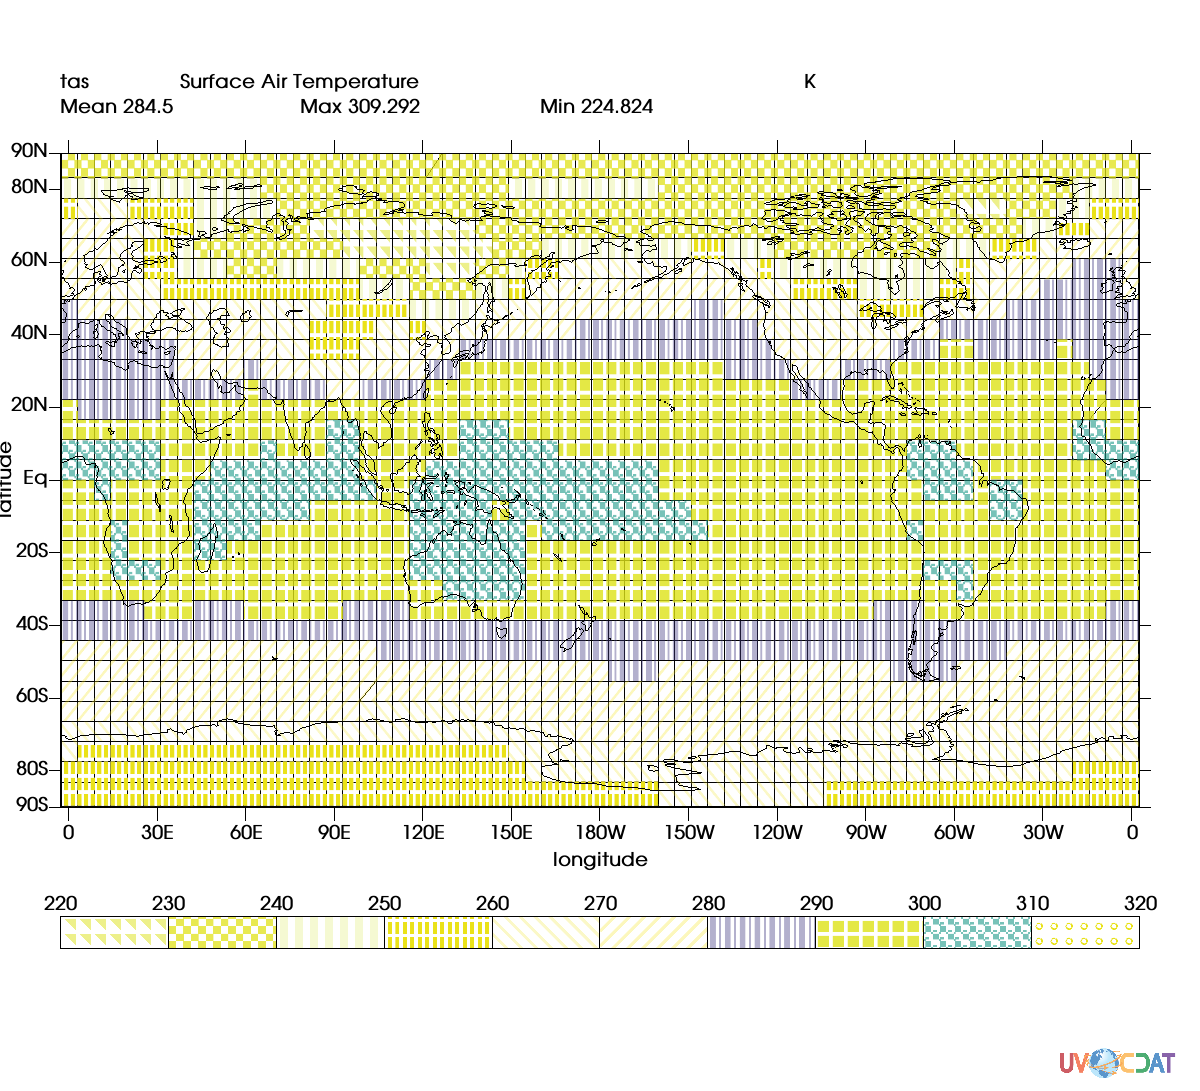 tas Surface Air Temperature K
Mean 284.5 Max 309.292 Min 224.824
90N
80N
60N
40N
20N
Eq
20S
40S
60S
80S
90S
latitude
0 30E 60E 90E 120E 150E 180W 150W 120W 90W 60W 30W 0
longitude
220 230 240 250 260 270 280 290 300 310 320
UVCDAT